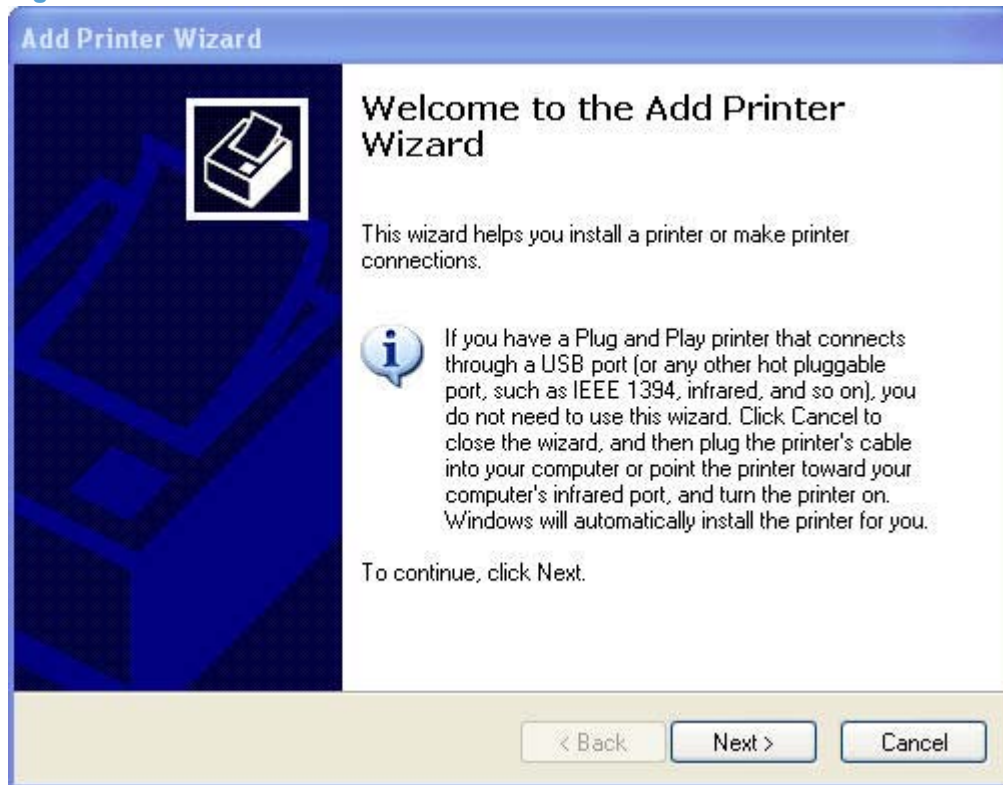 Add Printer Wizard
Welcome to the Add Printer
Wizard
This wizard helps you install a printer or make printer
connections.
If you have a Plug and Play printer that connects
through a USB port (or any other hot pluggable
port, such as IEEE 1394, infrared, and so on), you
do not need to use this wizard. Click Cancel to
close the wizard, and then plug the printer's cable
into your computer or point the printer toward your
computer's infrared port, and turn the printer on.
Windows will automatically install the printer for you.
To continue, click Next.
< Back
Next >
Cancel